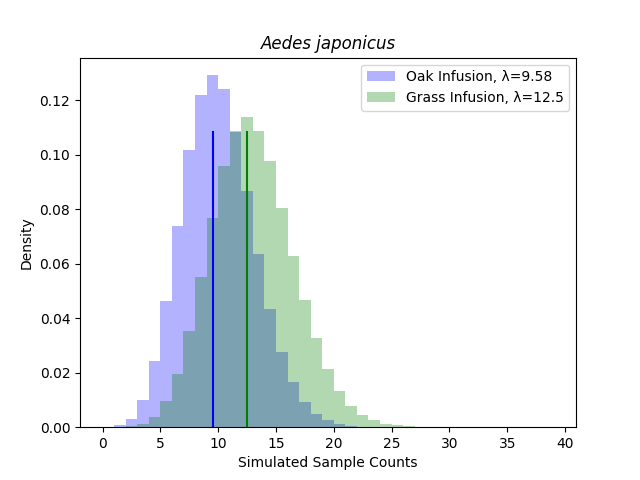 Aedes japonicus
Oak Infusion, λ=9.58
Grass Infusion, λ=12.5
Density
0.12
0.10
0.08
0.06
0.04
0.02
0.00
0 5 10 15 20 25 30 35 40
Simulated Sample Counts